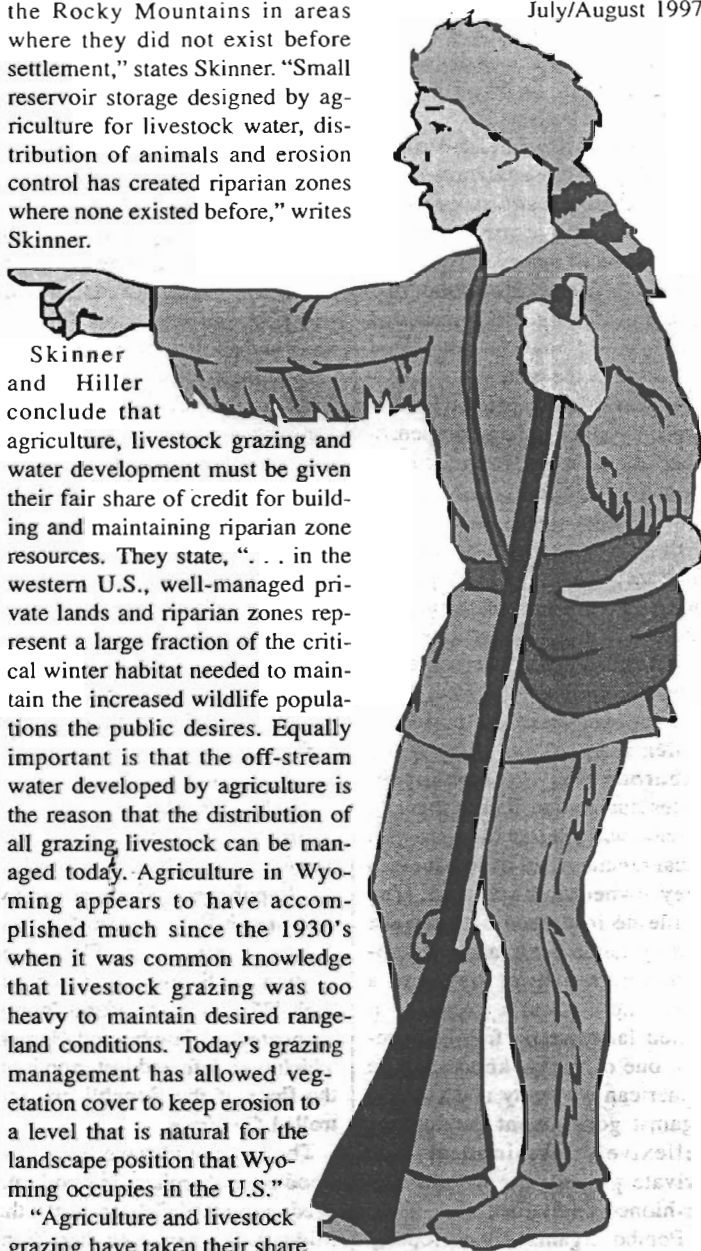 the Rocky Mountains in areas
July/August 1997
where they did not exist before
settlement,” states Skinner. “Small
reservoir storage designed by ag-
riculture for livestock water, dis-
tribution of animals and erosion
control has created riparian zones
where none existed before,” writes
Skinner.
Skinner
and Hiller
conclude that
agriculture, livestock grazing and
water development must be given
their fair share of credit for build-
ing and maintaining riparian zone
resources. They state, “. . . in the
western U.S., well-managed pri-
vate lands and riparian zones rep-
resent a large fraction of the criti-
cal winter habitat needed to main-
tain the increased wildlife popula-
tions the public desires. Equally
important is that the off-stream
water developed by agriculture is
the reason that the distribution of
all grazing livestock can be man-
aged today. Agriculture in Wyo-
ming appears to have accom-
plished much since the 1930’s
when it was common knowledge
that livestock grazing was too
heavy to maintain desired range-
land conditions. Today’s grazing
management has allowed veg-
etation cover to keep erosion to
a level that is natural for the
landscape position that Wyo-
ming occupies in the U.S.”
“Agriculture and livestock
grazing have taken their share